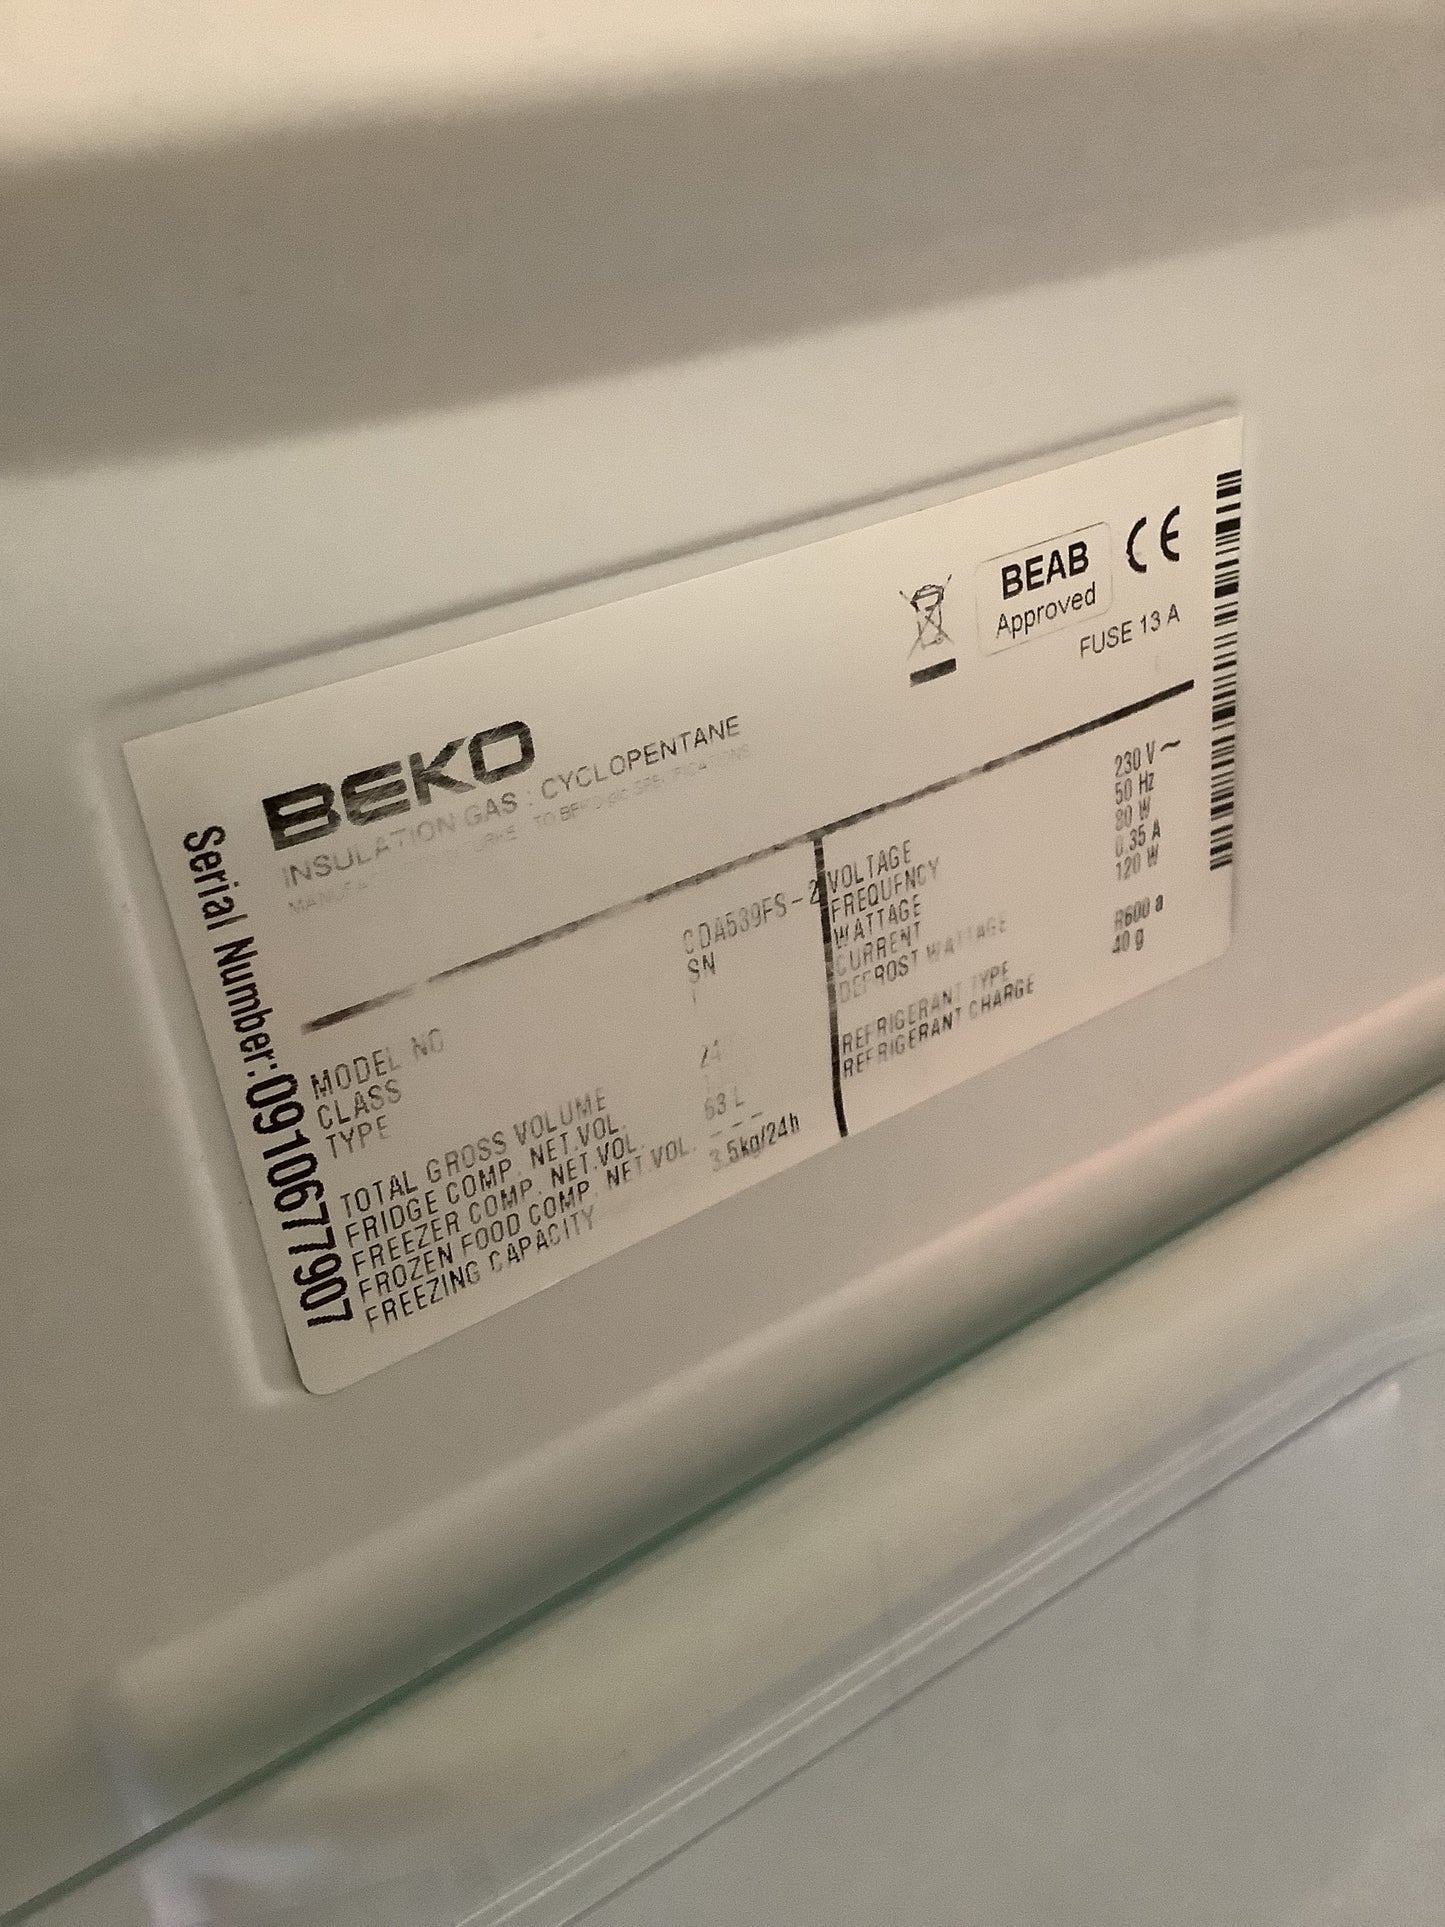 BEAB
Approved
CE
FUSE 13 A
BEKO
INSULATION GAS : CYCLOPENTANE
Serial Number:0910677907
MODEL NO
CLASS SN
TYPE I
TOTAL GROSS VOLUME
FRIDGE COMP. NET.VOL.
FREEZER COMP. NET.VOL. 63 L
FROZEN FOOD COMP. NET.VOL. ---
FREEZING CAPACITY 3.5kg/24h
VOLTAGE 230 V ~
FREQUENCY 50 Hz
WATTAGE 80 W
CURRENT 0.35 A
DEFROST WATTAGE 120 W
REFRIGERANT TYPE R600 a
REFRIGERANT CHARGE 40 g